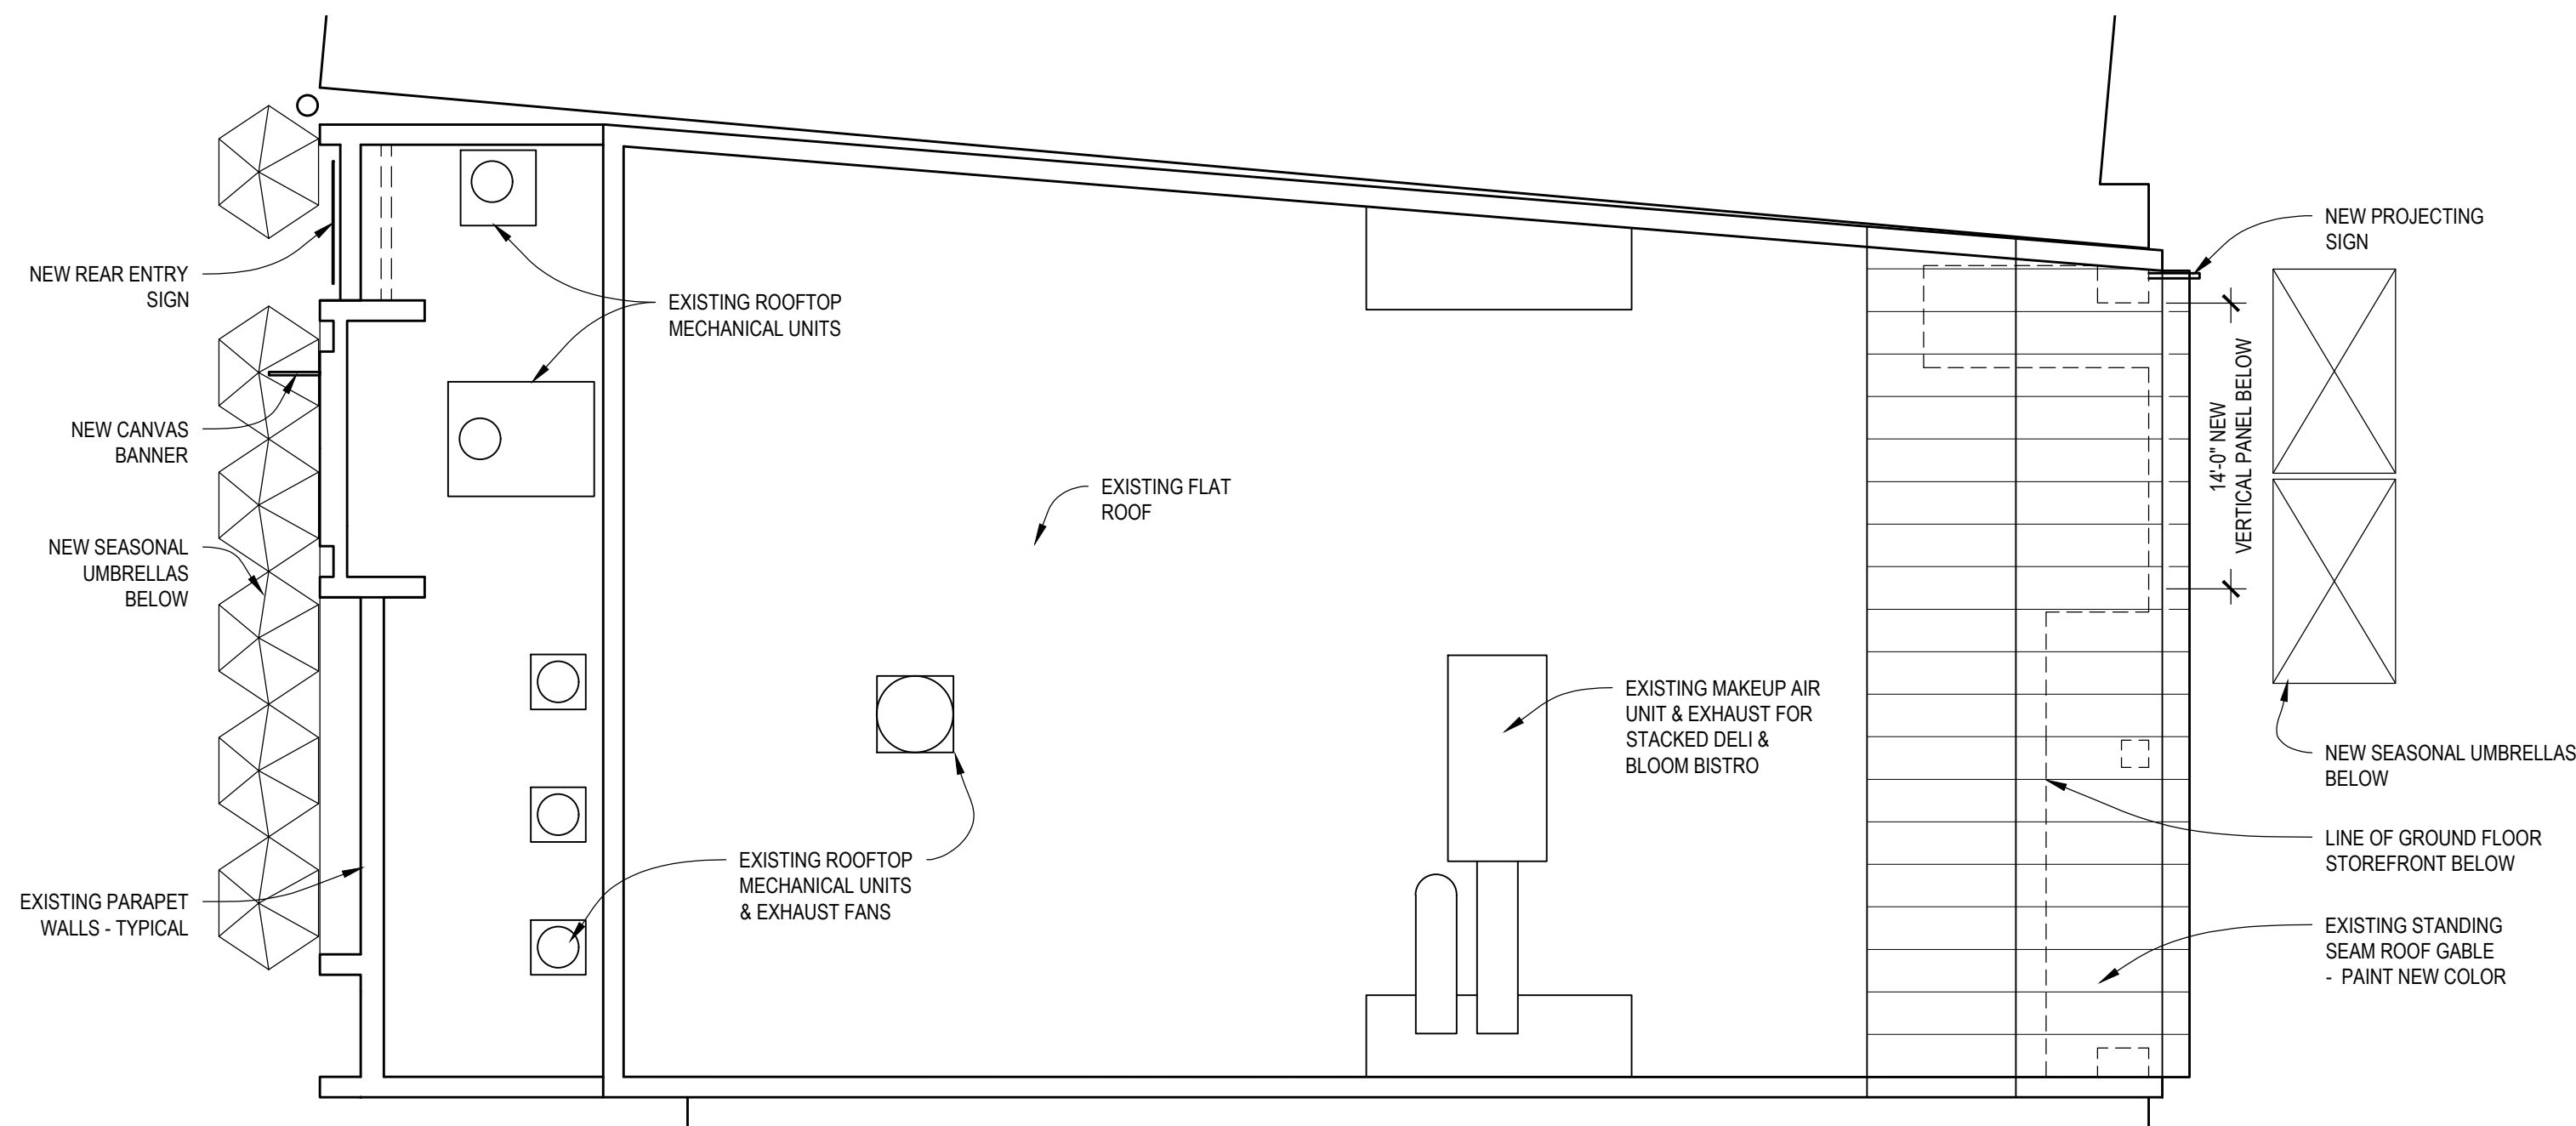 NEW REAR ENTRY
SIGN
NEW CANVAS
BANNER
NEW SEASONAL
UMBRELLAS
BELOW
EXISTING PARAPET
WALLS - TYPICAL
EXISTING ROOFTOP
MECHANICAL UNITS
EXISTING FLAT
ROOF
EXISTING ROOFTOP
MECHANICAL UNITS
& EXHAUST FANS
EXISTING MAKEUP AIR
UNIT & EXHAUST FOR
STACKED DELI &
BLOOM BISTRO
NEW PROJECTING
SIGN
14'-0" NEW
VERTICAL PANEL BELOW
NEW SEASONAL UMBRELLAS
BELOW
LINE OF GROUND FLOOR
STOREFRONT BELOW
EXISTING STANDING
SEAM ROOF GABLE
- PAINT NEW COLOR